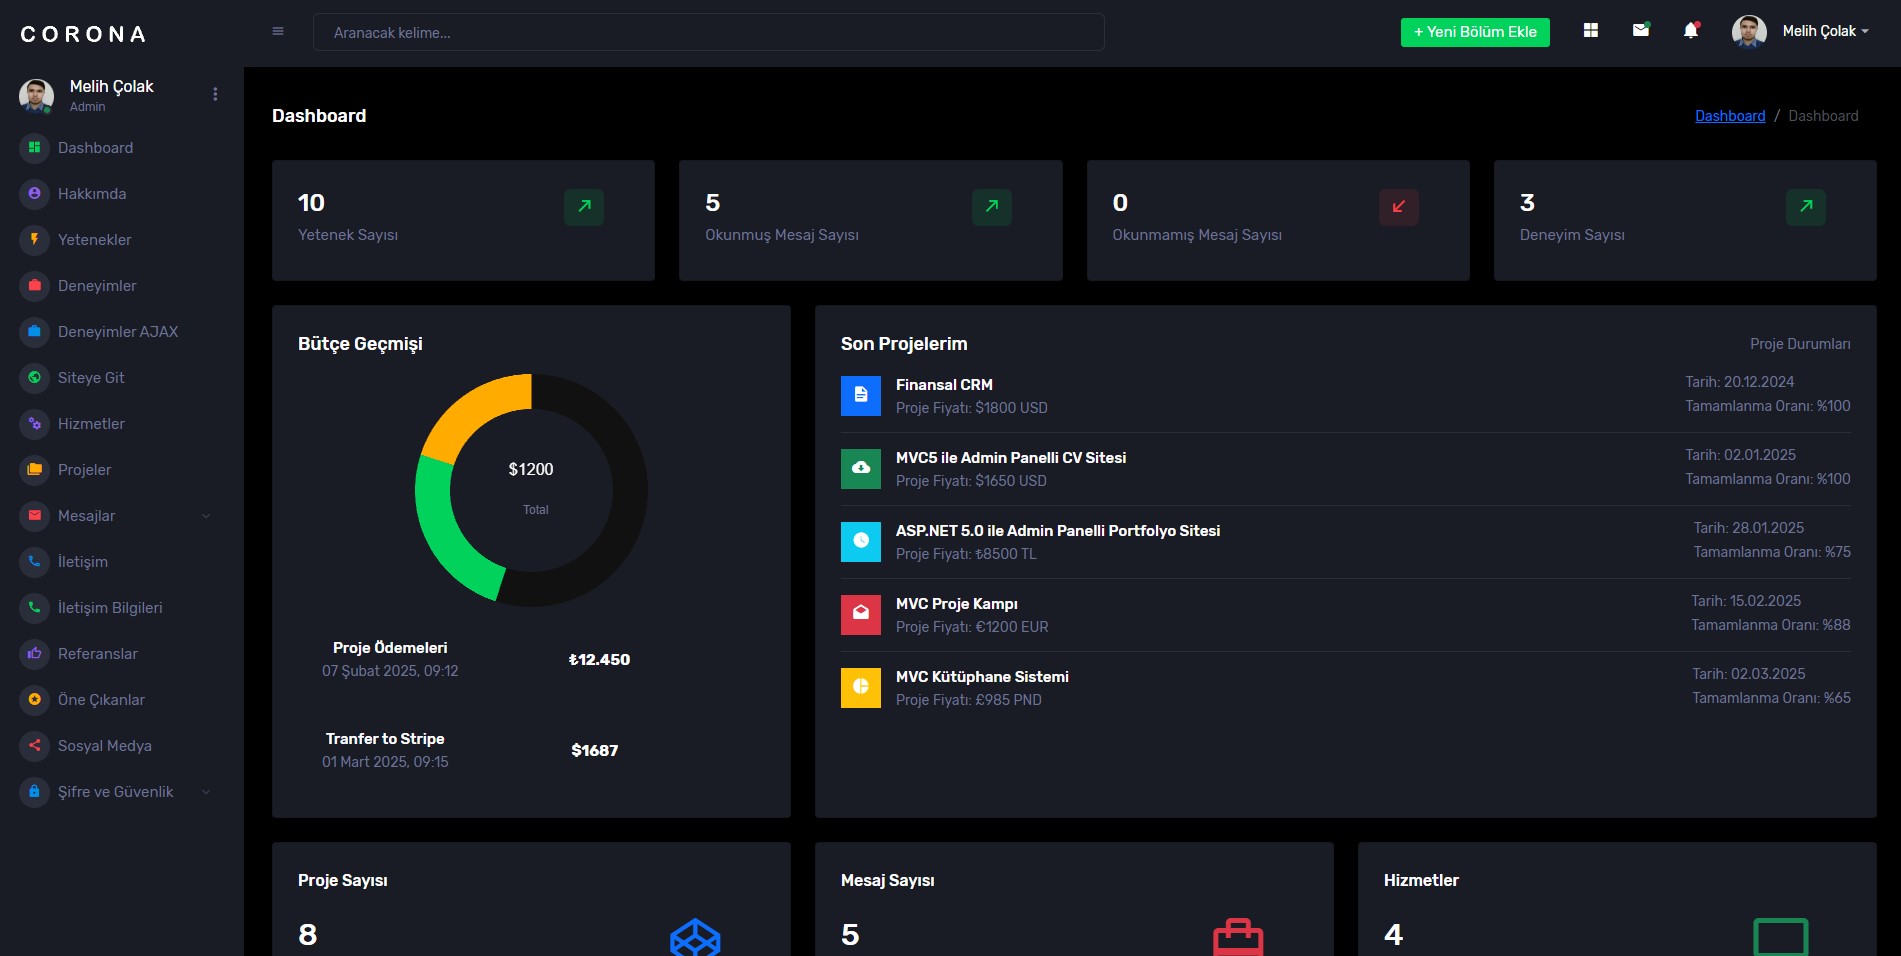 CORONA
Aranacak kelime...
+ Yeni Bölüm Ekle
Melih Çolak
Melih Çolak
Admin
Dashboard
Hakkımda
Yetenekler
Deneyimler
Deneyimler AJAX
Siteye Git
Hizmetler
Projeler
Mesajlar
İletişim
İletişim Bilgileri
Referanslar
Öne Çıkanlar
Sosyal Medya
Şifre ve Güvenlik
Dashboard
Dashboard / Dashboard
10
Yetenek Sayısı
5
Okunmuş Mesaj Sayısı
0
Okunmamış Mesaj Sayısı
3
Deneyim Sayısı
Bütçe Geçmişi
$1200
Total
Proje Ödemeleri
07 Şubat 2025, 09:12
₺12.450
Tranfer to Stripe
01 Mart 2025, 09:15
$1687
Son Projelerim
Proje Durumları
Finansal CRM
Proje Fiyatı: $1800 USD
Tarih: 20.12.2024
Tamamlanma Oranı: %100
MVC5 ile Admin Panelli CV Sitesi
Proje Fiyatı: $1650 USD
Tarih: 02.01.2025
Tamamlanma Oranı: %100
ASP.NET 5.0 ile Admin Panelli Portfolyo Sitesi
Proje Fiyatı: ₺8500 TL
Tarih: 28.01.2025
Tamamlanma Oranı: %75
MVC Proje Kampı
Proje Fiyatı: €1200 EUR
Tarih: 15.02.2025
Tamamlanma Oranı: %88
MVC Kütüphane Sistemi
Proje Fiyatı: £985 PND
Tarih: 02.03.2025
Tamamlanma Oranı: %65
Proje Sayısı
8
Mesaj Sayısı
5
Hizmetler
4